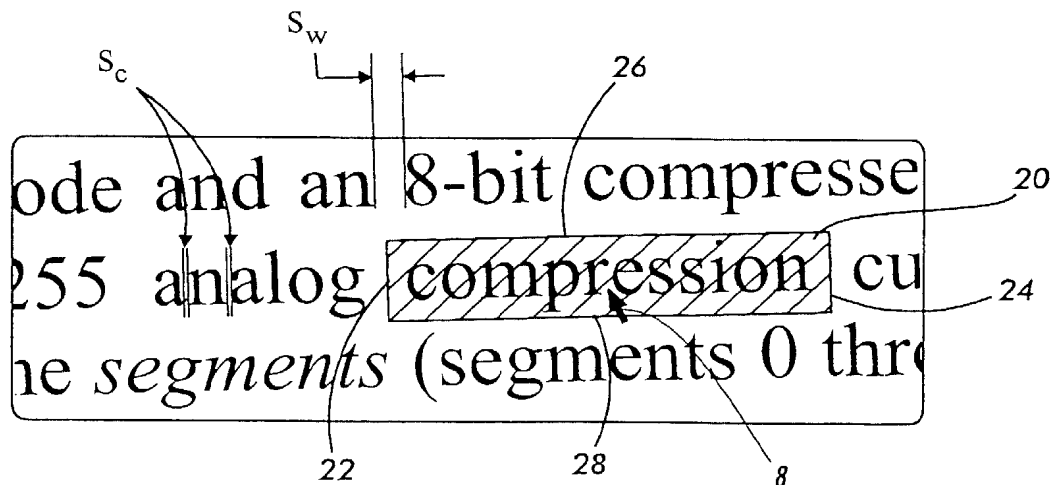 S_w
S_c
26
ode and an 8-bit compresse
20
255 analog compression cu
24
segments (segments 0 thr
22
28
8